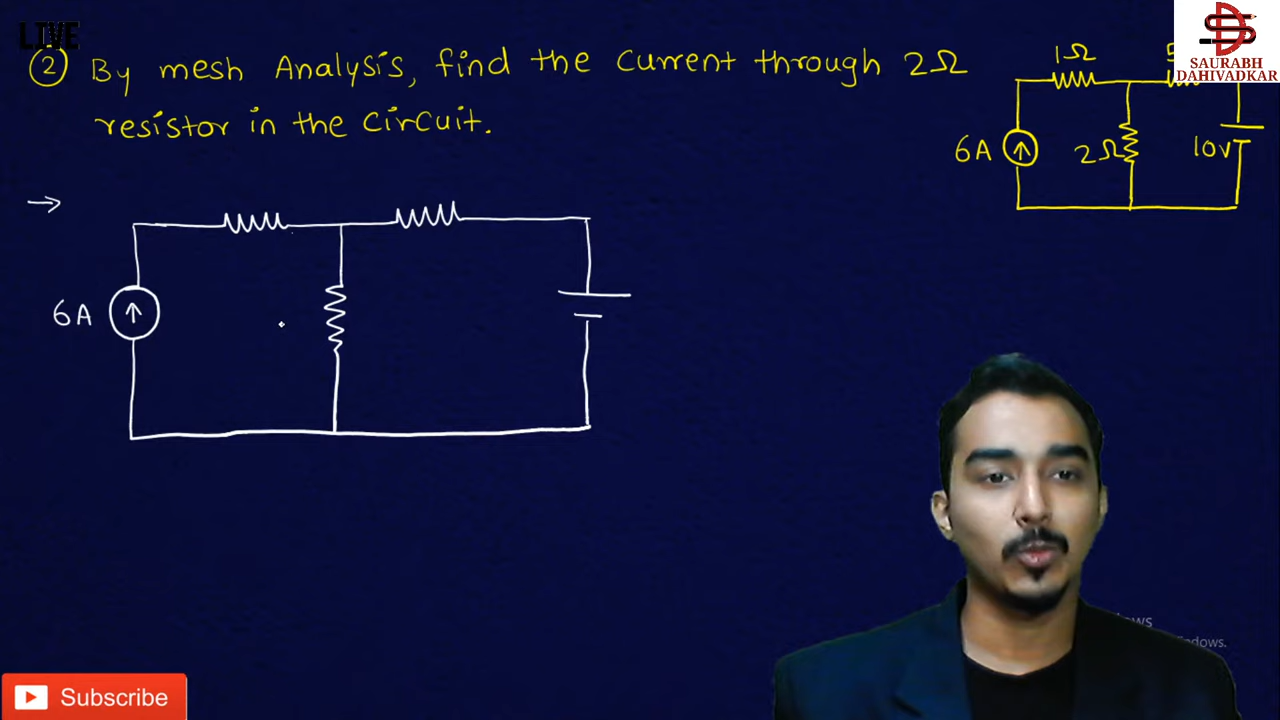 LIVE
② By mesh Analysis, find the current through 2Ω
resistor in the circuit.
1Ω
5
6A
2Ω
10V
SAURABH
DAHIVADKAR
→
6A
Subscribe